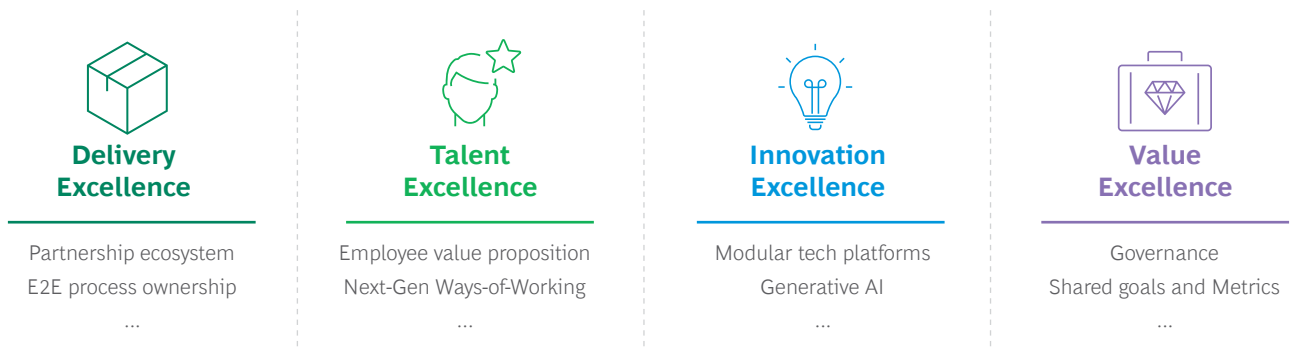 Delivery
Excellence
Partnership ecosystem
E2E process ownership
...
Talent
Excellence
Employee value proposition
Next-Gen Ways-of-Working
...
Innovation
Excellence
Modular tech platforms
Generative AI
...
Value
Excellence
Governance
Shared goals and Metrics
...